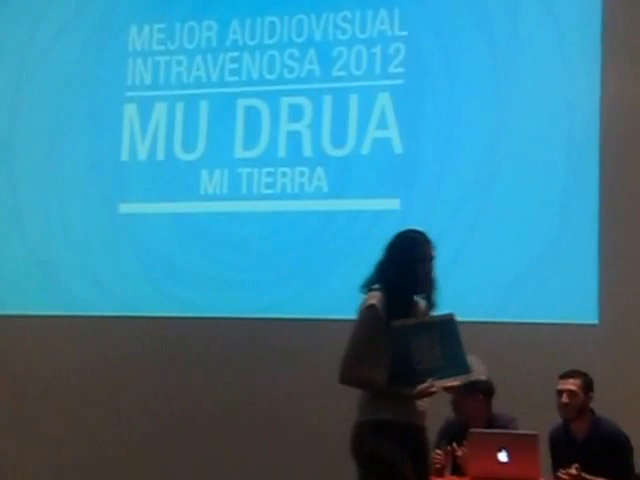 MEJOR AUDIOVISUAL
INTRAVENOSA 2012
MU DRUA
MI TIERRA